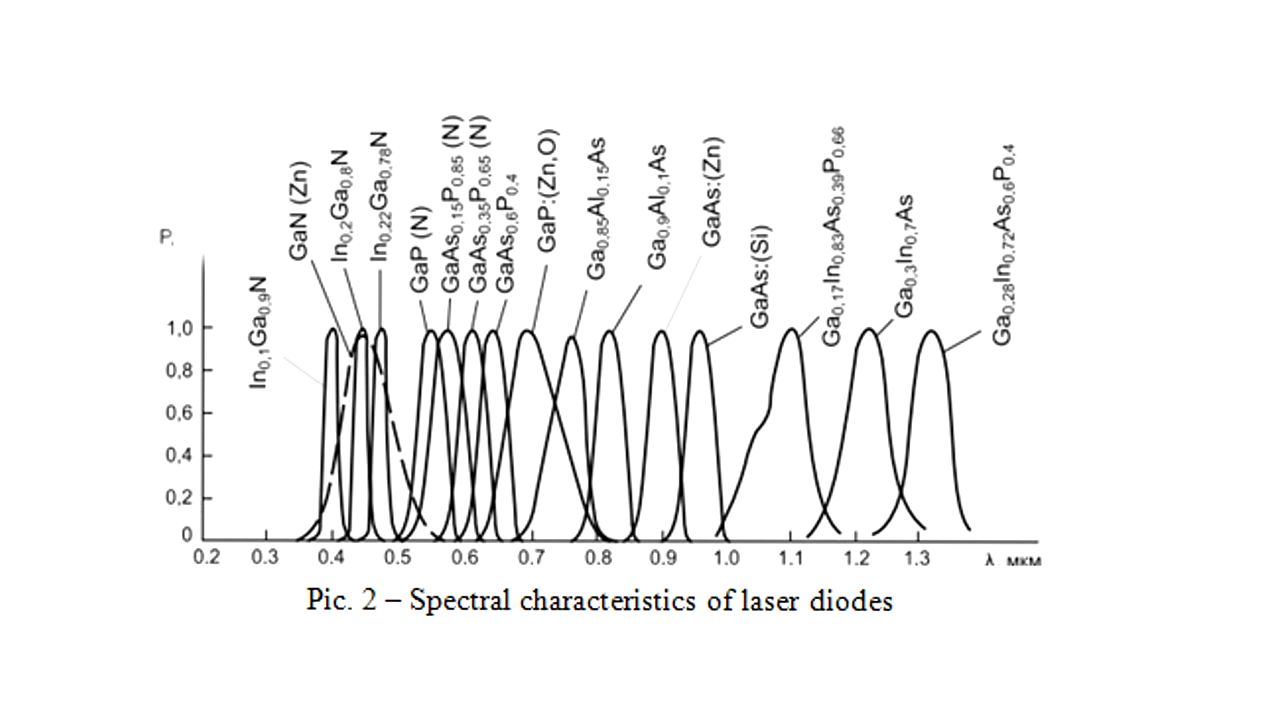 P,
In0,1Ga0,9N
GaN (Zn)
In0,2Ga0,8N
In0,22Ga0,78N
GaP (N)
GaAs0,15P0,85 (N)
GaAs0,35P0,65 (N)
GaAs0,6P0,4
GaP:(Zn,O)
Ga0,85Al0,15As
Ga0,9Al0,1As
GaAs:(Zn)
GaAs:(Si)
Ga0,17In0,83As0,39P0,66
Ga0,3In0,7As
Ga0,28In0,72As0,6P0,4
1,0
0,8
0,6
0,4
0,2
0
0.2 0.3 0.4 0.5 0.6 0.7 0.8 0.9 1.0 1.1 1.2 1.3 λ мкм
Pic. 2 – Spectral characteristics of laser diodes